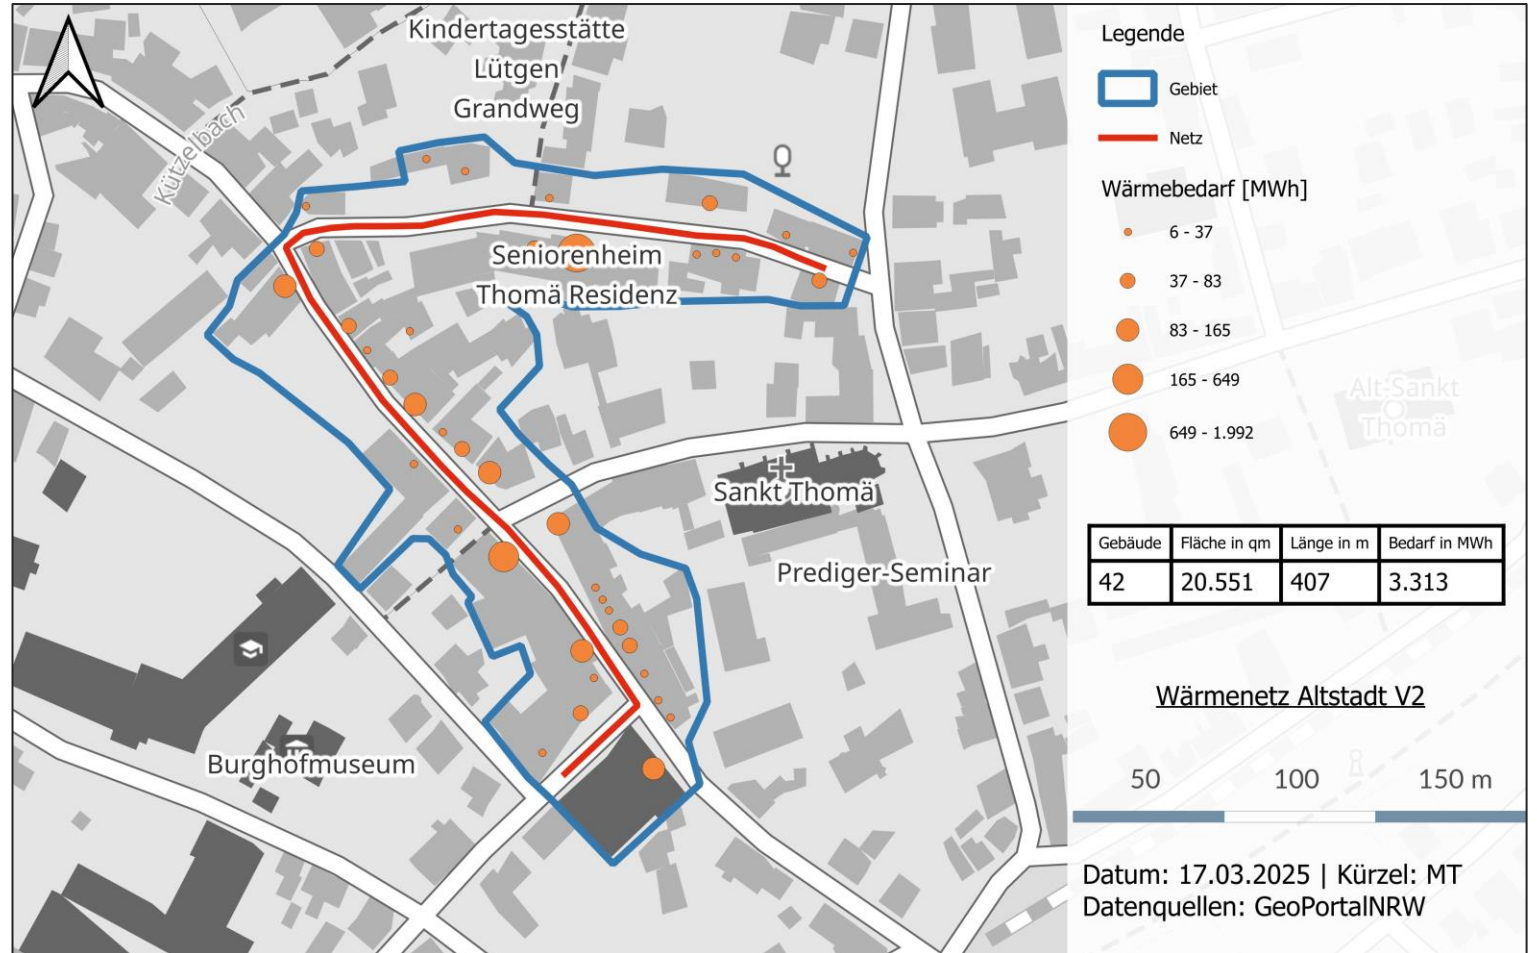 Kindertagesstätte
Lütgen
Grandweg
Kützelbach
Seniorenheim
Thomä Residenz
Sankt Thomä
Prediger-Seminar
Burghofmuseum
Legende
Gebiet
Netz
Wärmebedarf [MWh]
6 - 37
37 - 83
83 - 165
165 - 649
649 - 1.992
Alt-Sankt
Thomä
Gebäude Fläche in qm Länge in m Bedarf in MWh
42 20.551 407 3.313
Wärmenetz Altstadt V2
50 100 150 m
Datum: 17.03.2025 | Kürzel: MT
Datenquellen: GeoPortalNRW